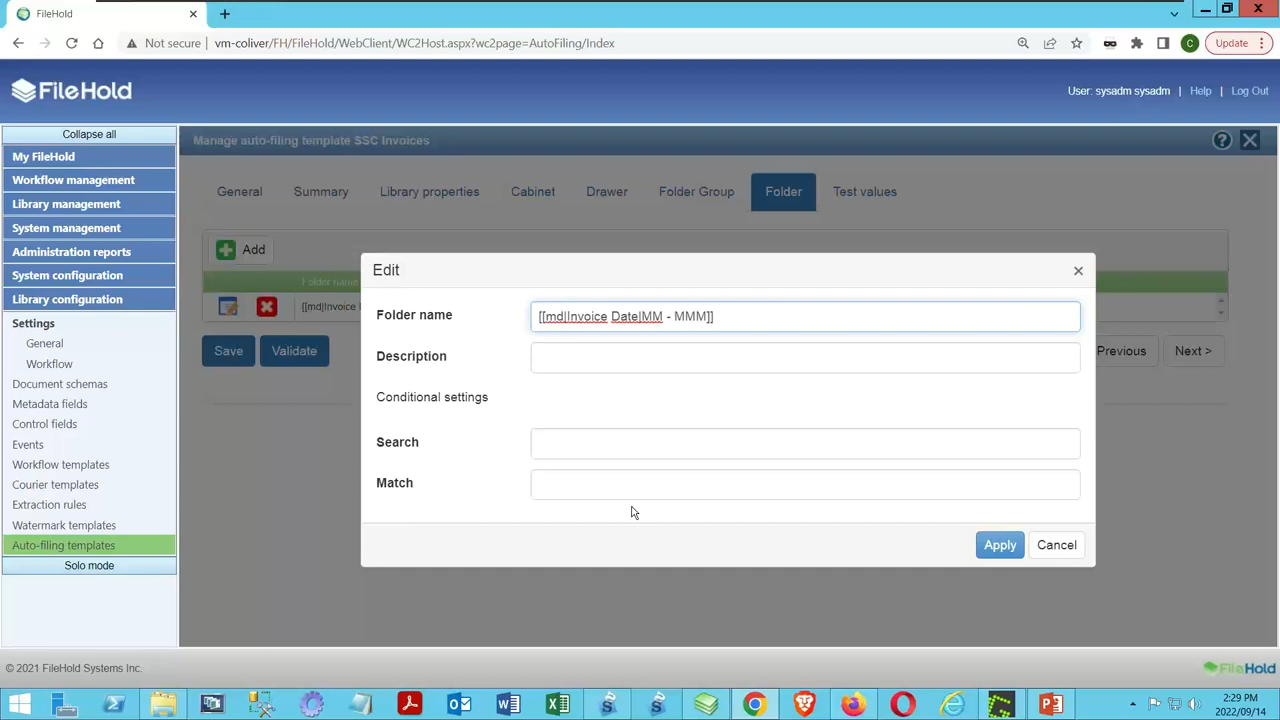 FileHold
Not secure
vm-coliver/FH/FileHold/WebClient/WC2Host.aspx?wc2page=AutoFiling/Index
Update
FileHold
User: sysadm sysadm | Help | Log Out
Collapse all
My FileHold
Workflow management
Library management
System management
Administration reports
System configuration
Library configuration
Settings
General
Workflow
Document schemas
Metadata fields
Control fields
Events
Workflow templates
Courier templates
Extraction rules
Watermark templates
Auto-filing templates
Solo mode
Manage auto-filing template SSC Invoices
General Summary Library properties Cabinet Drawer Folder Group Folder Test values
Add
Folder name
[[md|Invoice D
Save Validate Previous Next >
Edit
Folder name [[md|Invoice Date|MM - MMM]]
Description
Conditional settings
Search
Match
Apply Cancel
© 2021 FileHold Systems Inc.
FileHold
2:29 PM
2022/09/14